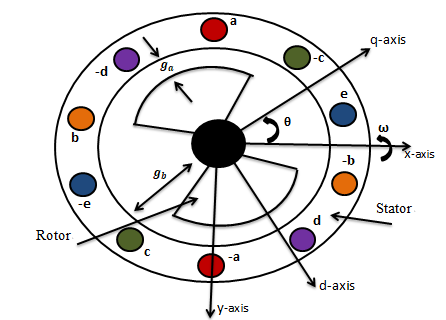 a
q-axis
-d
-c
g_a
e
b
θ
ω
x-axis
-b
g_b
-e
Stator
Rotor
d
c
-a
d-axis
y-axis